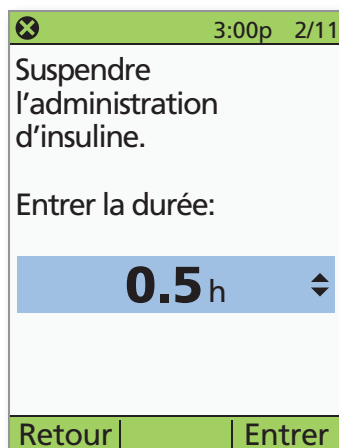 3:00p 2/11
Suspendre
l'administration
d'insuline.
Entrer la durée:
0.5 h
Retour Entrer